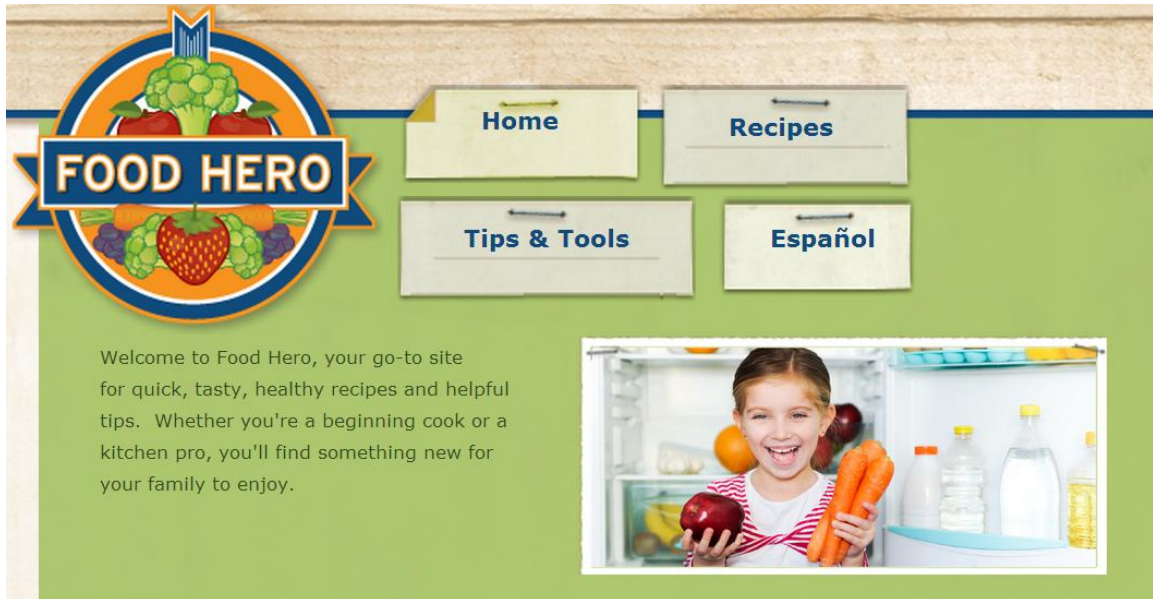 FOOD HERO
Home
Recipes
Tips & Tools
Español
Welcome to Food Hero, your go-to site
for quick, tasty, healthy recipes and helpful
tips.  Whether you're a beginning cook or a
kitchen pro, you'll find something new for
your family to enjoy.